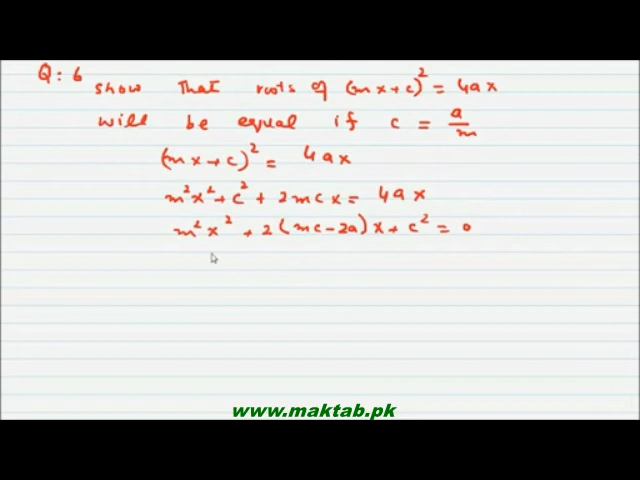 Q: 6 show that roots of (mx+c)² = 4ax
will be equal if c = a/m
(mx+c)² = 4ax
m²x² + c² + 2mcx = 4ax
m²x² + 2(mc-2a)x + c² = 0
www.maktab.pk